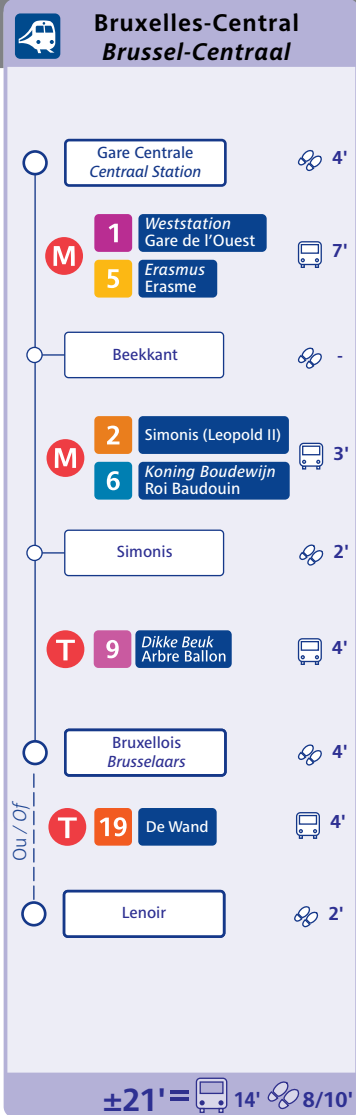 Bruxelles-Central
Brussel-Centraal
Gare Centrale
Centraal Station
4'
M
1
Weststation
Gare de l'Ouest
5
Erasmus
Erasme
7'
Beekkant
-
M
2
Simonis (Leopold II)
6
Koning Boudewijn
Roi Baudouin
3'
Simonis
2'
T
9
Dikke Beuk
Arbre Ballon
4'
Bruxellois
Brusselaars
4'
Ou / Of
T
19
De Wand
4'
Lenoir
2'
±21' = 14' 8/10'